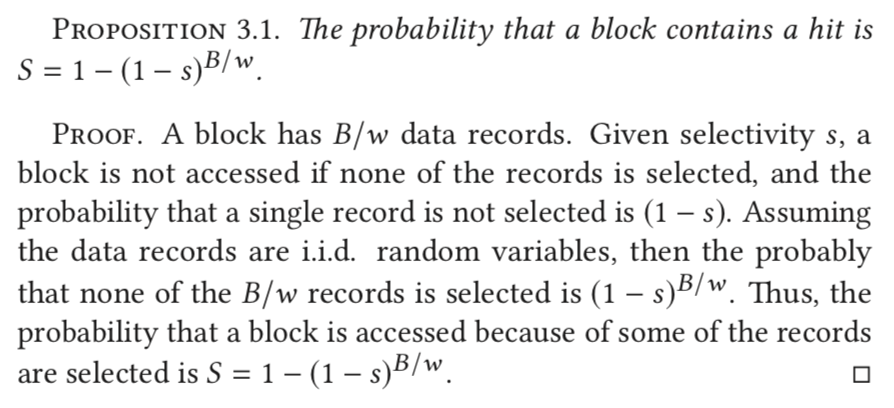 PROPOSITION 3.1. The probability that a block contains a hit is
S = 1 − (1 − s)^{B/w}.
PROOF. A block has B/w data records. Given selectivity s, a
block is not accessed if none of the records is selected, and the
probability that a single record is not selected is (1 − s). Assuming
the data records are i.i.d. random variables, then the probably
that none of the B/w records is selected is (1 − s)^{B/w}. Thus, the
probability that a block is accessed because of some of the records
are selected is S = 1 − (1 − s)^{B/w}. □